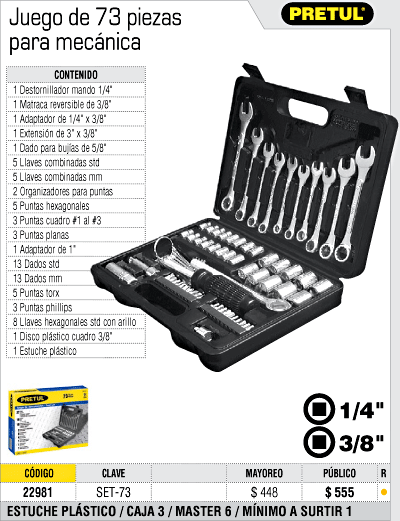 Juego de 73 piezas
para mecánica
PRETUL®
CONTENIDO
1 Destornillador mando 1/4"
1 Matraca reversible de 3/8"
1 Adaptador de 1/4" x 3/8"
1 Extensión de 3" x 3/8"
1 Dado para bujías de 5/8"
5 Llaves combinadas std
5 Llaves combinadas mm
2 Organizadores para puntas
5 Puntas hexagonales
3 Puntas cuadro #1 al #3
3 Puntas planas
1 Adaptador de 1"
13 Dados std
13 Dados mm
5 Puntas torx
3 Puntas phillips
8 Llaves hexagonales std con arillo
1 Disco plástico cuadro 3/8"
1 Estuche plástico
PRETUL
1/4"
3/8"
CÓDIGO CLAVE MAYOREO PÚBLICO R
22981 SET-73 $ 448 $ 555
ESTUCHE PLÁSTICO / CAJA 3 / MASTER 6 / MÍNIMO A SURTIR 1